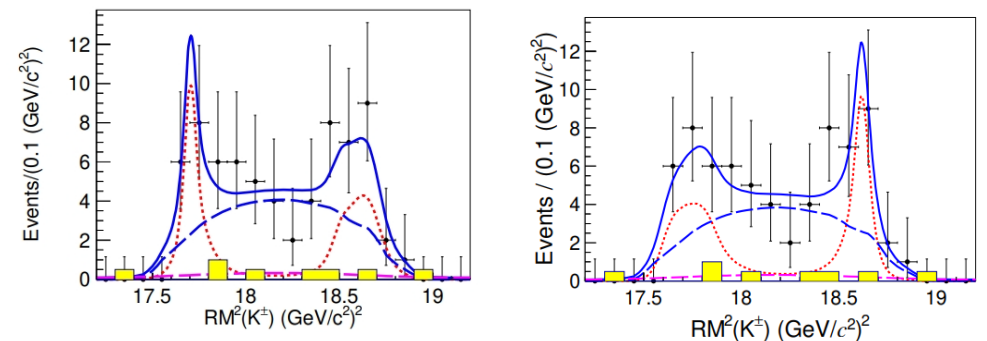 Events/(0.1 (GeV/c²)²)
12
10
8
6
4
2
0
17.5 18 18.5 19
RM²(K±) (GeV/c²)²
Events / (0.1 (GeV/c²)²)
12
10
8
6
4
2
0
17.5 18 18.5 19
RM²(K±) (GeV/c²)²